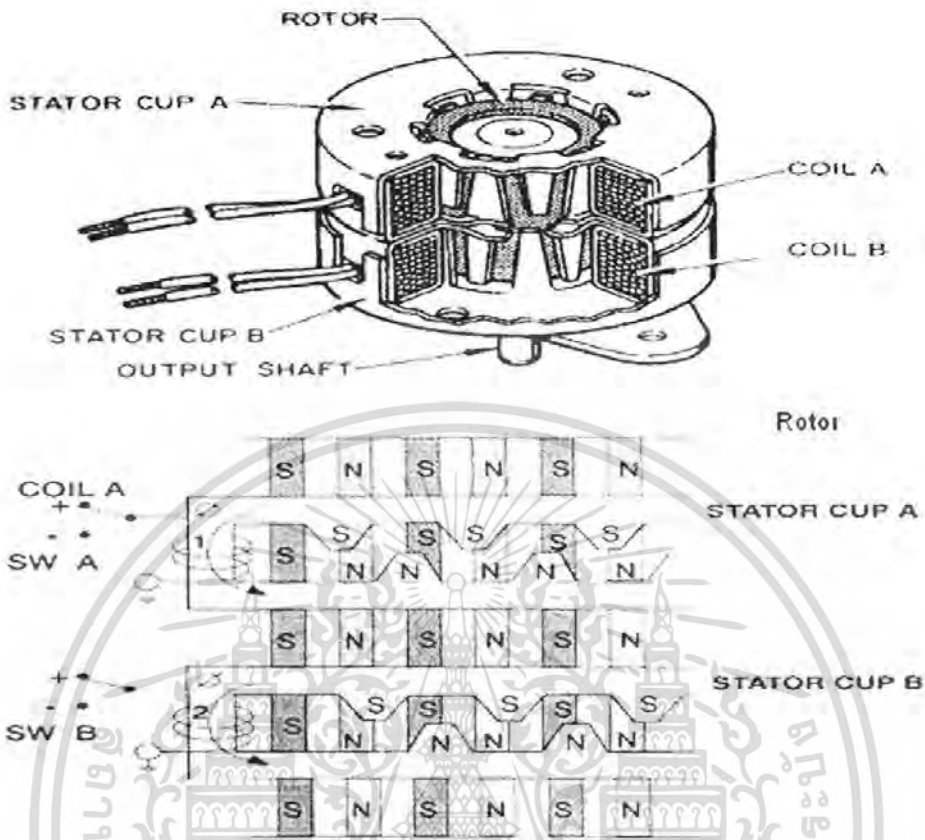 ROTOR
STATOR CUP A
COIL A
COIL B
STATOR CUP B
OUTPUT SHAFT
Rotor
S N S N S N
COIL A
+
-
SW A
STATOR CUP A
1
S S S S S
N N N N N
S N S N S N
+
-
SW B
STATOR CUP B
2
S S S S S S
N N N N N
S N S N S N